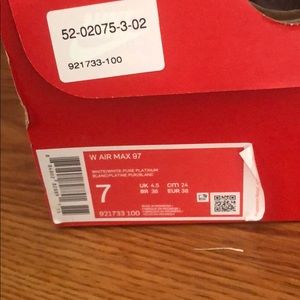 52-02075-3-02
921733-100
W AIR MAX 97
WHITE/WHITE-PURE PLATINUM
BLANC/PLATINE PUR/BLANC
7
UK 4.5 cm 24
BR 36 EUR 38
921733 100